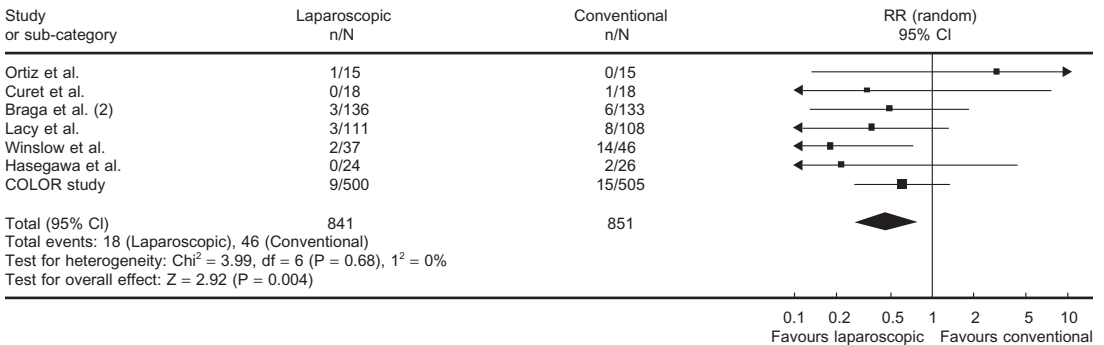 Study Laparoscopic Conventional RR (random)
or sub-category n/N n/N 95% CI
Ortiz et al. 1/15 0/15
Curet et al. 0/18 1/18
Braga et al. (2) 3/136 6/133
Lacy et al. 3/111 8/108
Winslow et al. 2/37 14/46
Hasegawa et al. 0/24 2/26
COLOR study 9/500 15/505
Total (95% CI) 841 851
Total events: 18 (Laparoscopic), 46 (Conventional)
Test for heterogeneity: Chi² = 3.99, df = 6 (P = 0.68), 1² = 0%
Test for overall effect: Z = 2.92 (P = 0.004)
0.1 0.2 0.5 1 2 5 10
Favours laparoscopic Favours conventional